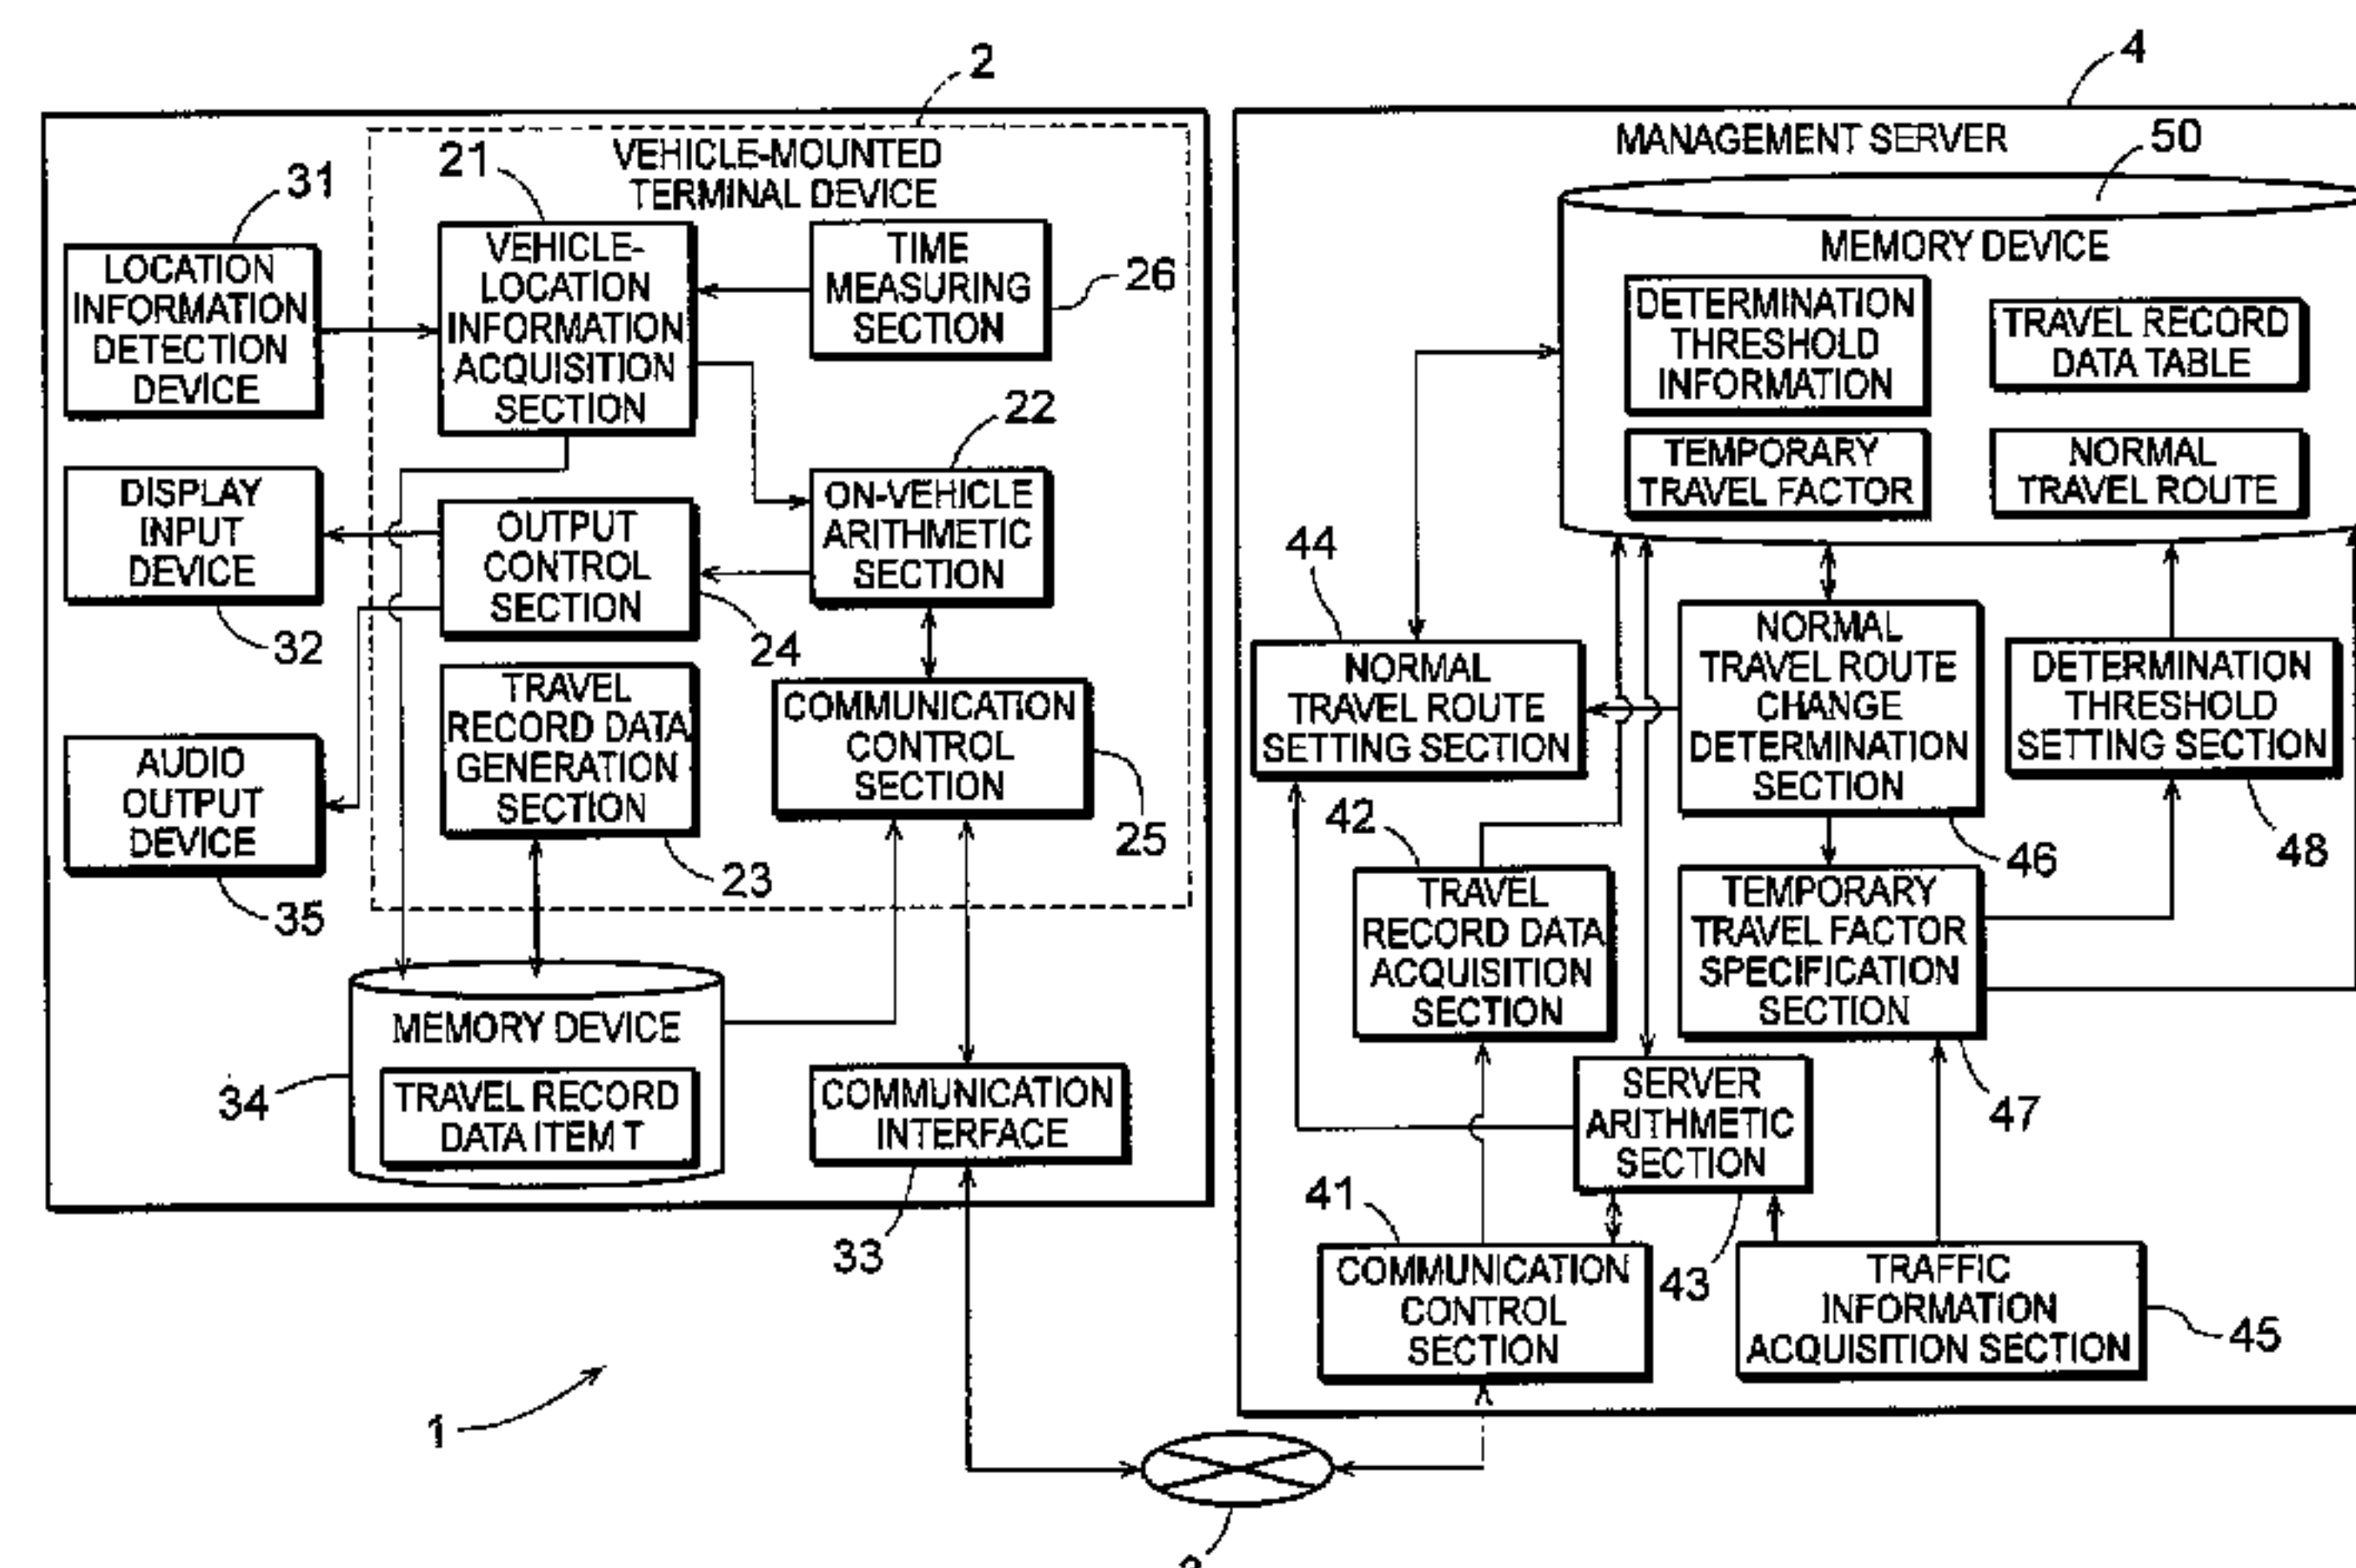 2
4
VEHICLE-MOUNTED
TERMINAL DEVICE
21
31
LOCATION
INFORMATION
DETECTION
DEVICE
VEHICLE-
LOCATION
INFORMATION
ACQUISITION
SECTION
TIME
MEASURING
SECTION
26
22
DISPLAY
INPUT
DEVICE
32
OUTPUT
CONTROL
SECTION
24
ON-VEHICLE
ARITHMETIC
SECTION
TRAVEL
RECORD DATA
GENERATION
SECTION
23
COMMUNICATION
CONTROL
SECTION
25
AUDIO
OUTPUT
DEVICE
35
MEMORY DEVICE
34
TRAVEL RECORD
DATA ITEM T
COMMUNICATION
INTERFACE
33
1
MANAGEMENT SERVER
50
MEMORY DEVICE
DETERMINATION
THRESHOLD
INFORMATION
TRAVEL RECORD
DATA TABLE
TEMPORARY
TRAVEL FACTOR
NORMAL
TRAVEL ROUTE
44
NORMAL
TRAVEL ROUTE
SETTING SECTION
NORMAL
TRAVEL ROUTE
CHANGE
DETERMINATION
SECTION
46
DETERMINATION
THRESHOLD
SETTING SECTION
48
42
TRAVEL
RECORD DATA
ACQUISITION
SECTION
TEMPORARY
TRAVEL FACTOR
SPECIFICATION
SECTION
47
SERVER
ARITHMETIC
SECTION
43
41
COMMUNICATION
CONTROL
SECTION
TRAFFIC
INFORMATION
ACQUISITION SECTION
45